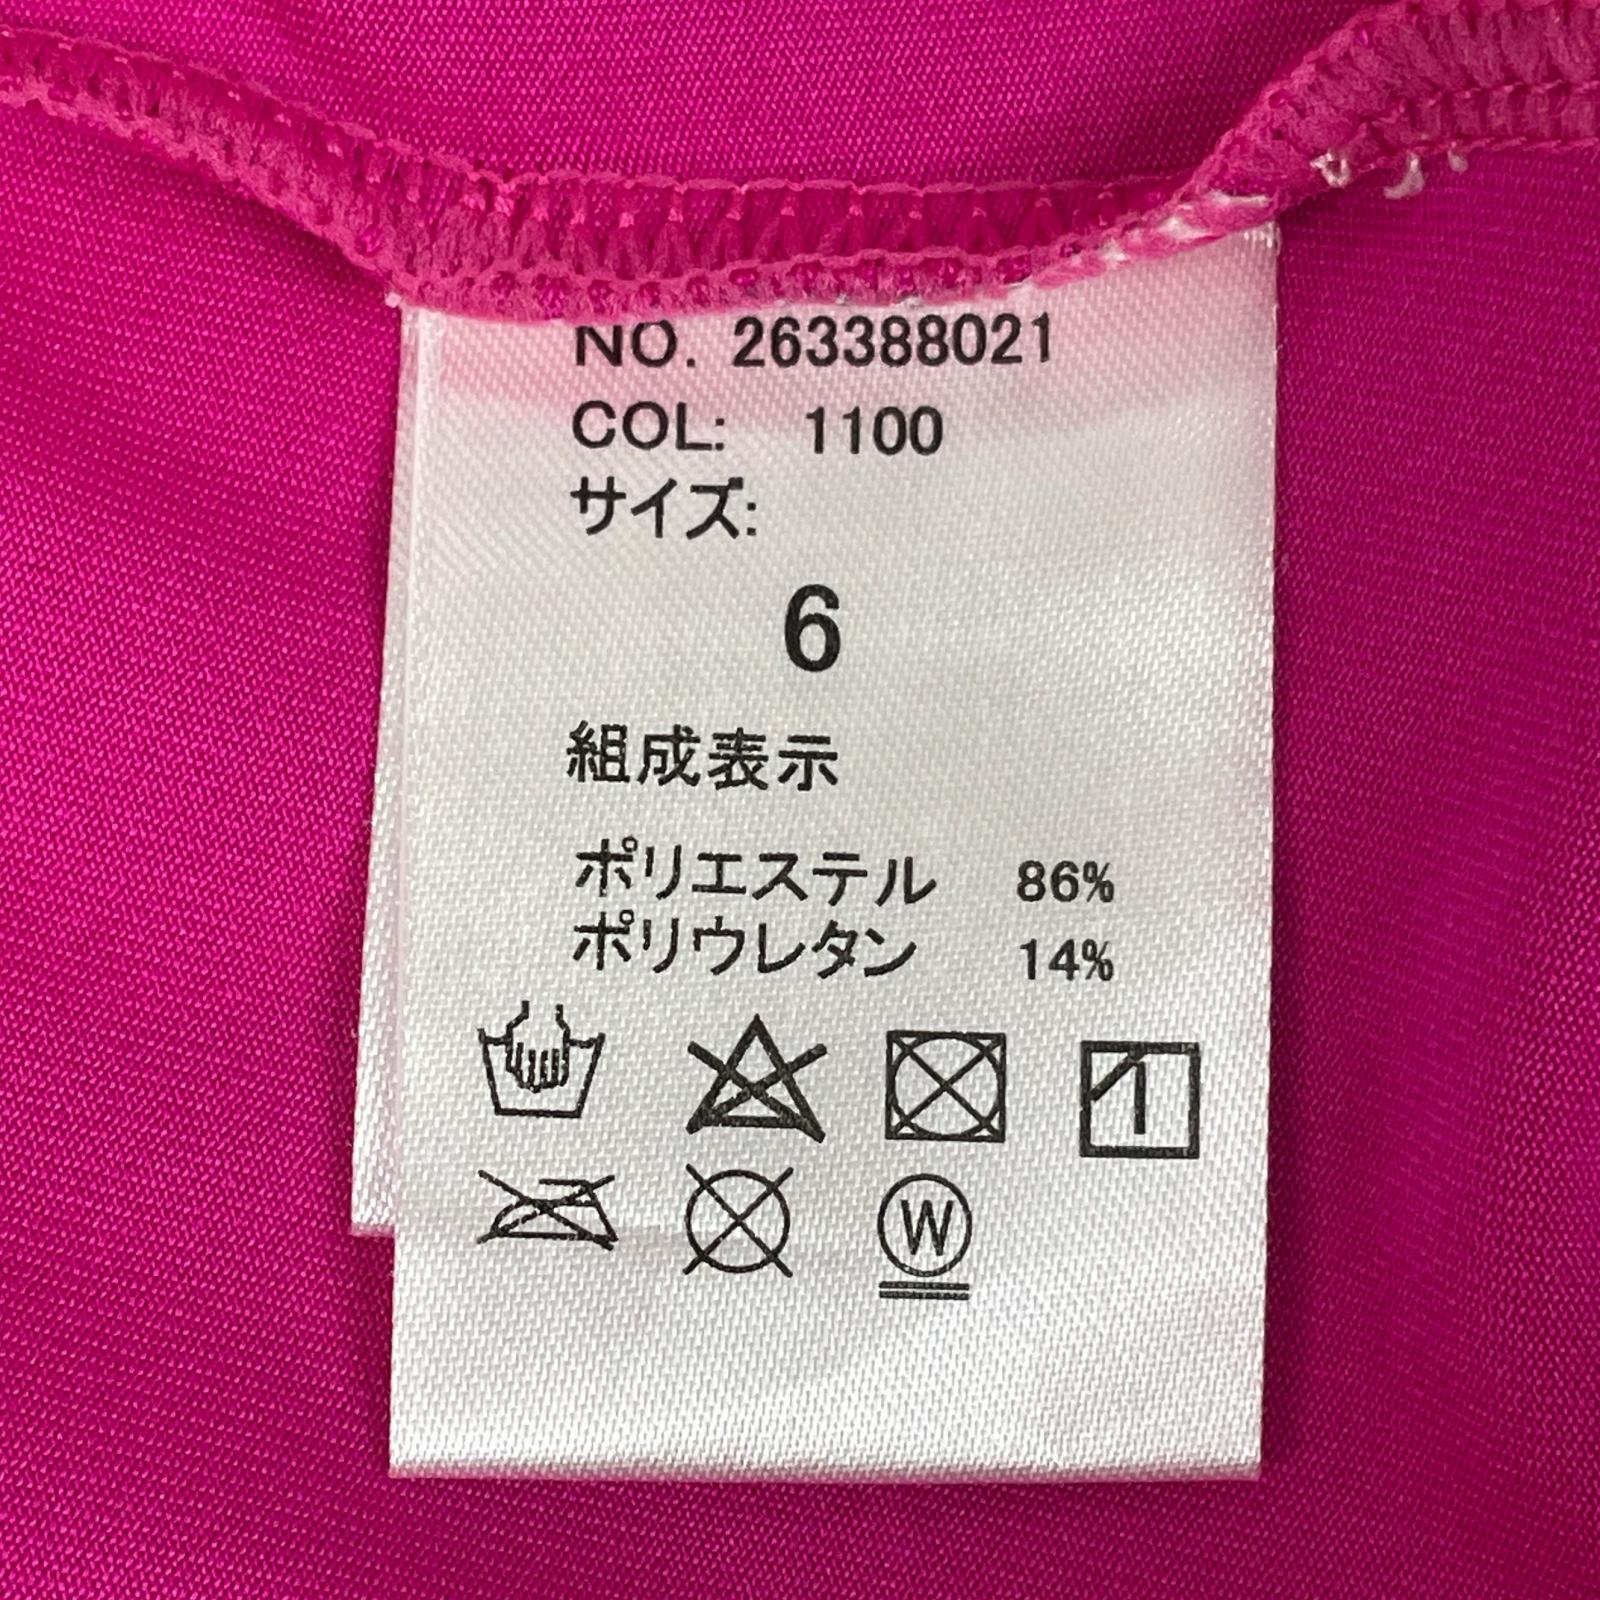 NO. 263388021
COL: 1100
サイズ:
6
組成表示
ポリエステル 86%
ポリウレタン 14%
W